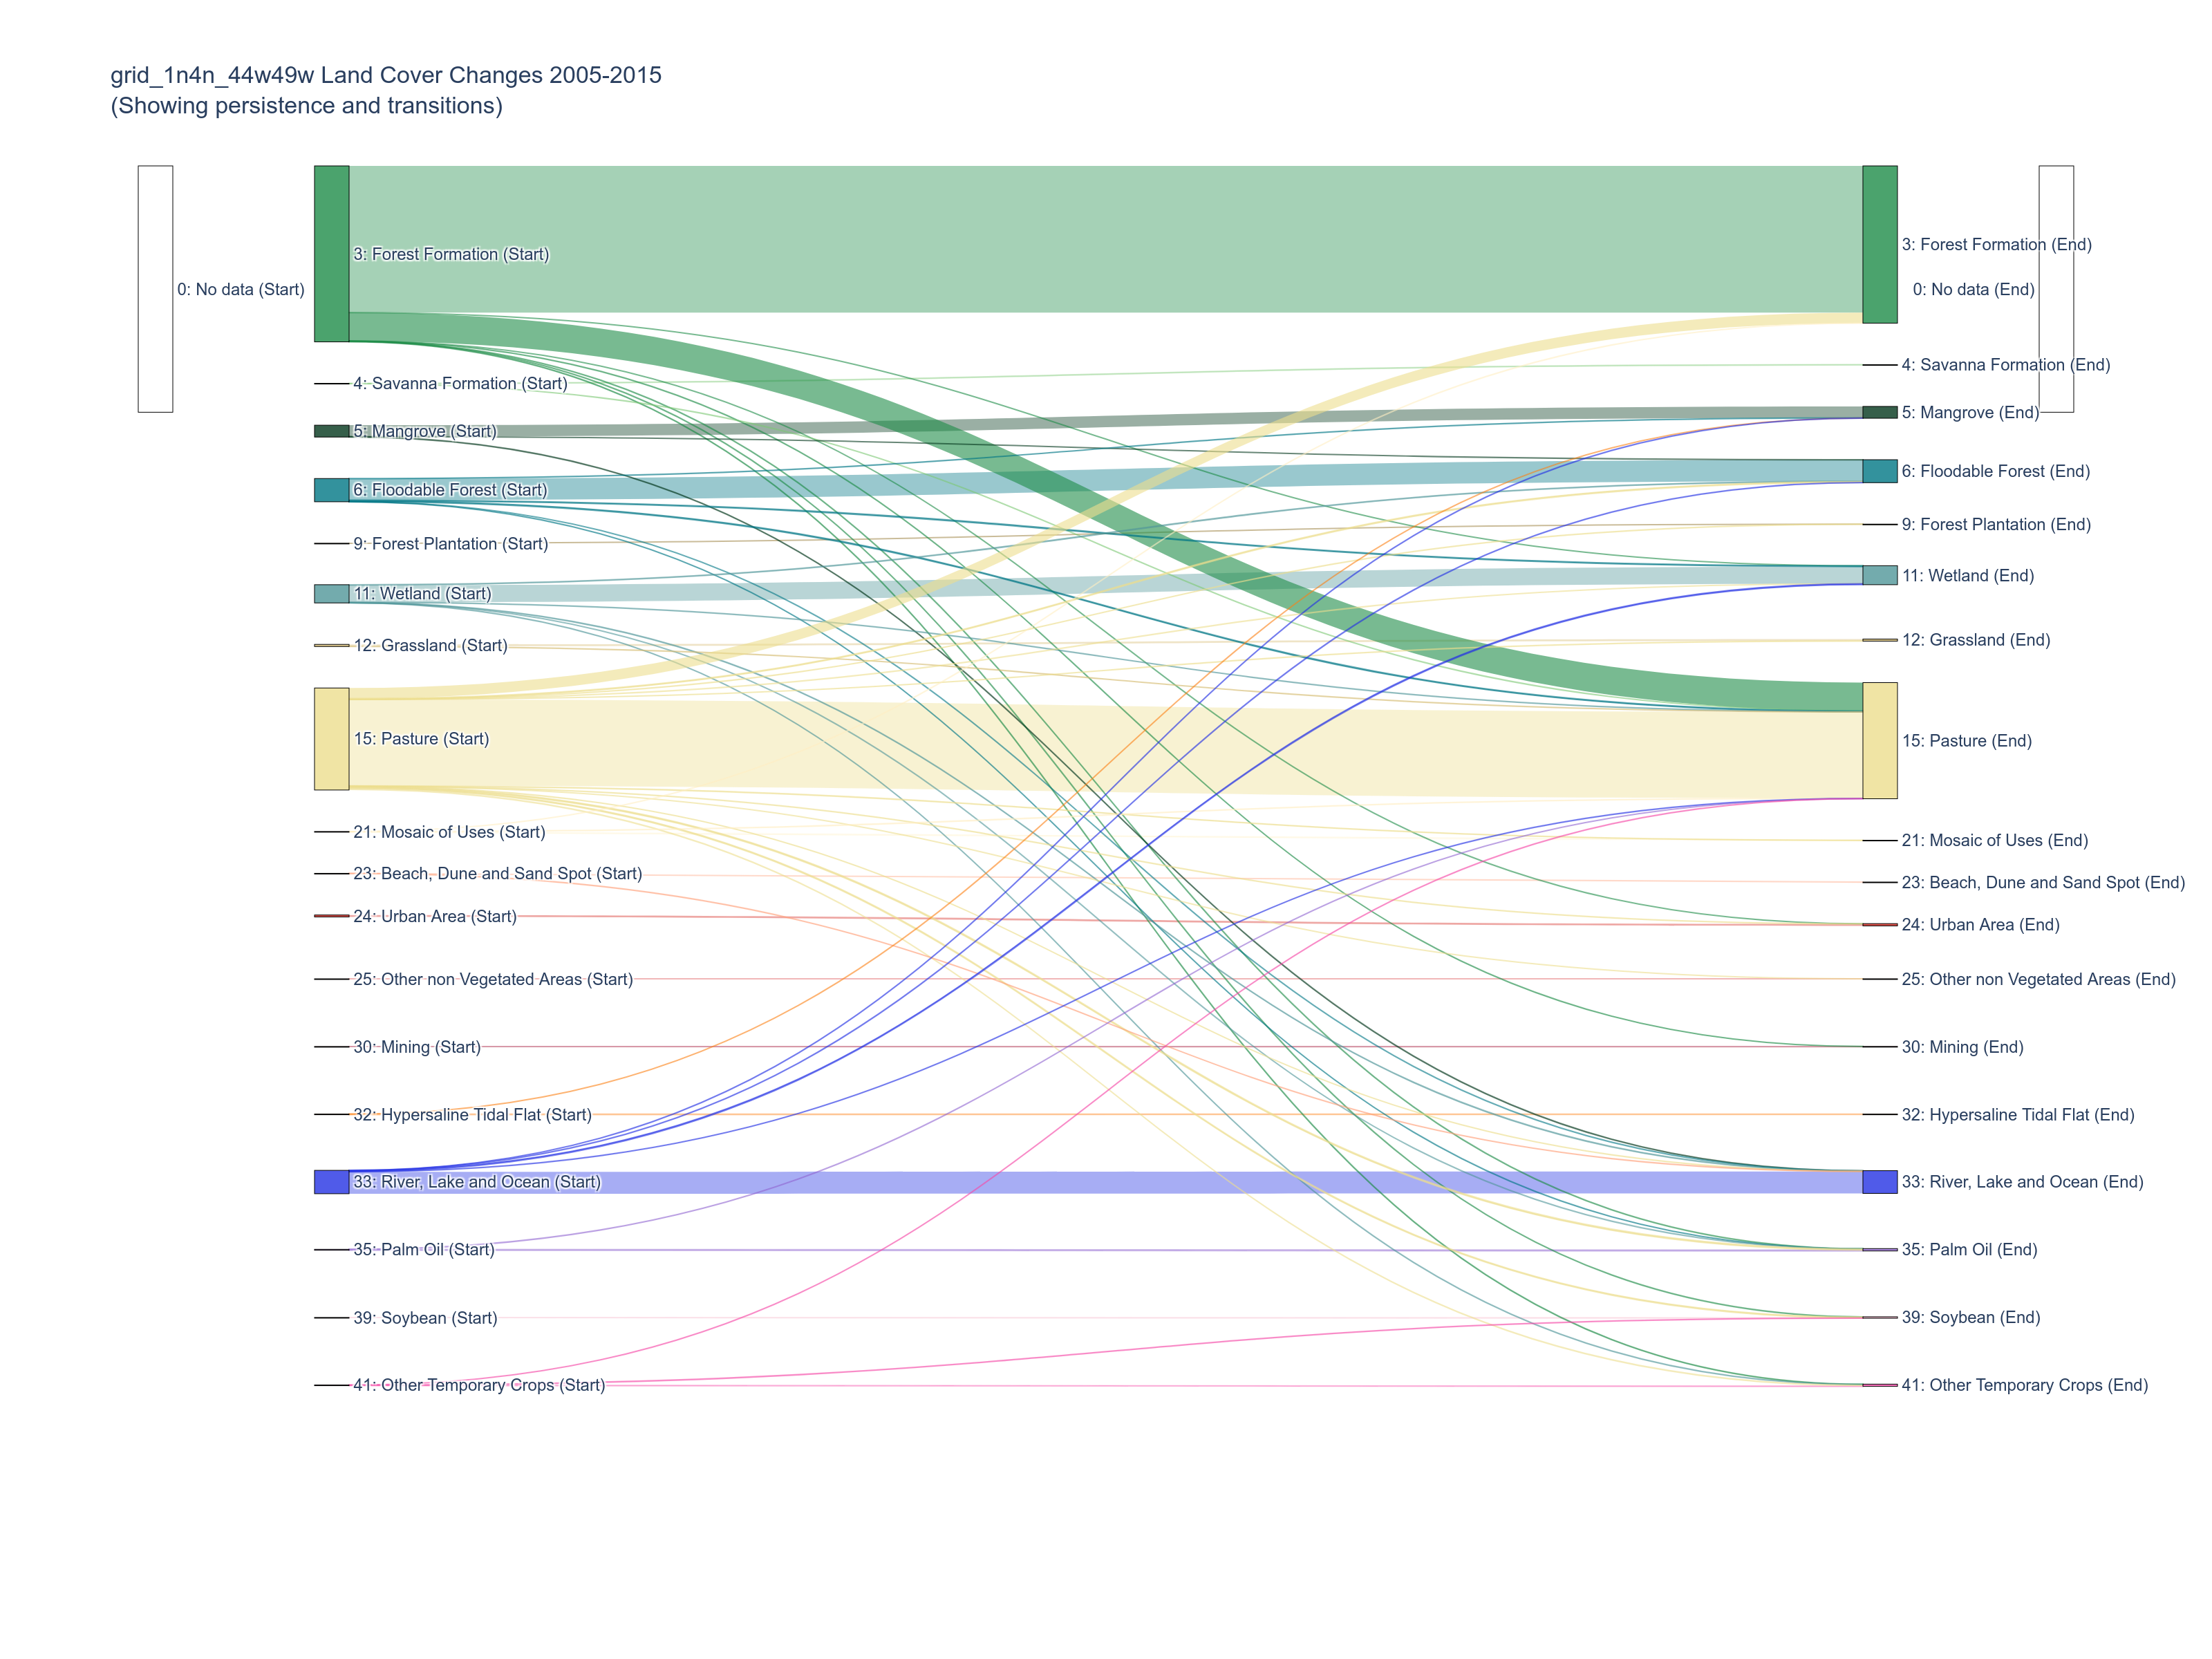 grid_1n4n_44w49w Land Cover Changes 2005-2015
(Showing persistence and transitions)
0: No data (Start)
3: Forest Formation (Start)
4: Savanna Formation (Start)
5: Mangrove (Start)
6: Floodable Forest (Start)
9: Forest Plantation (Start)
11: Wetland (Start)
12: Grassland (Start)
15: Pasture (Start)
21: Mosaic of Uses (Start)
23: Beach, Dune and Sand Spot (Start)
24: Urban Area (Start)
25: Other non Vegetated Areas (Start)
30: Mining (Start)
32: Hypersaline Tidal Flat (Start)
33: River, Lake and Ocean (Start)
35: Palm Oil (Start)
39: Soybean (Start)
41: Other Temporary Crops (Start)
3: Forest Formation (End)
0: No data (End)
4: Savanna Formation (End)
5: Mangrove (End)
6: Floodable Forest (End)
9: Forest Plantation (End)
11: Wetland (End)
12: Grassland (End)
15: Pasture (End)
21: Mosaic of Uses (End)
23: Beach, Dune and Sand Spot (End)
24: Urban Area (End)
25: Other non Vegetated Areas (End)
30: Mining (End)
32: Hypersaline Tidal Flat (End)
33: River, Lake and Ocean (End)
35: Palm Oil (End)
39: Soybean (End)
41: Other Temporary Crops (End)